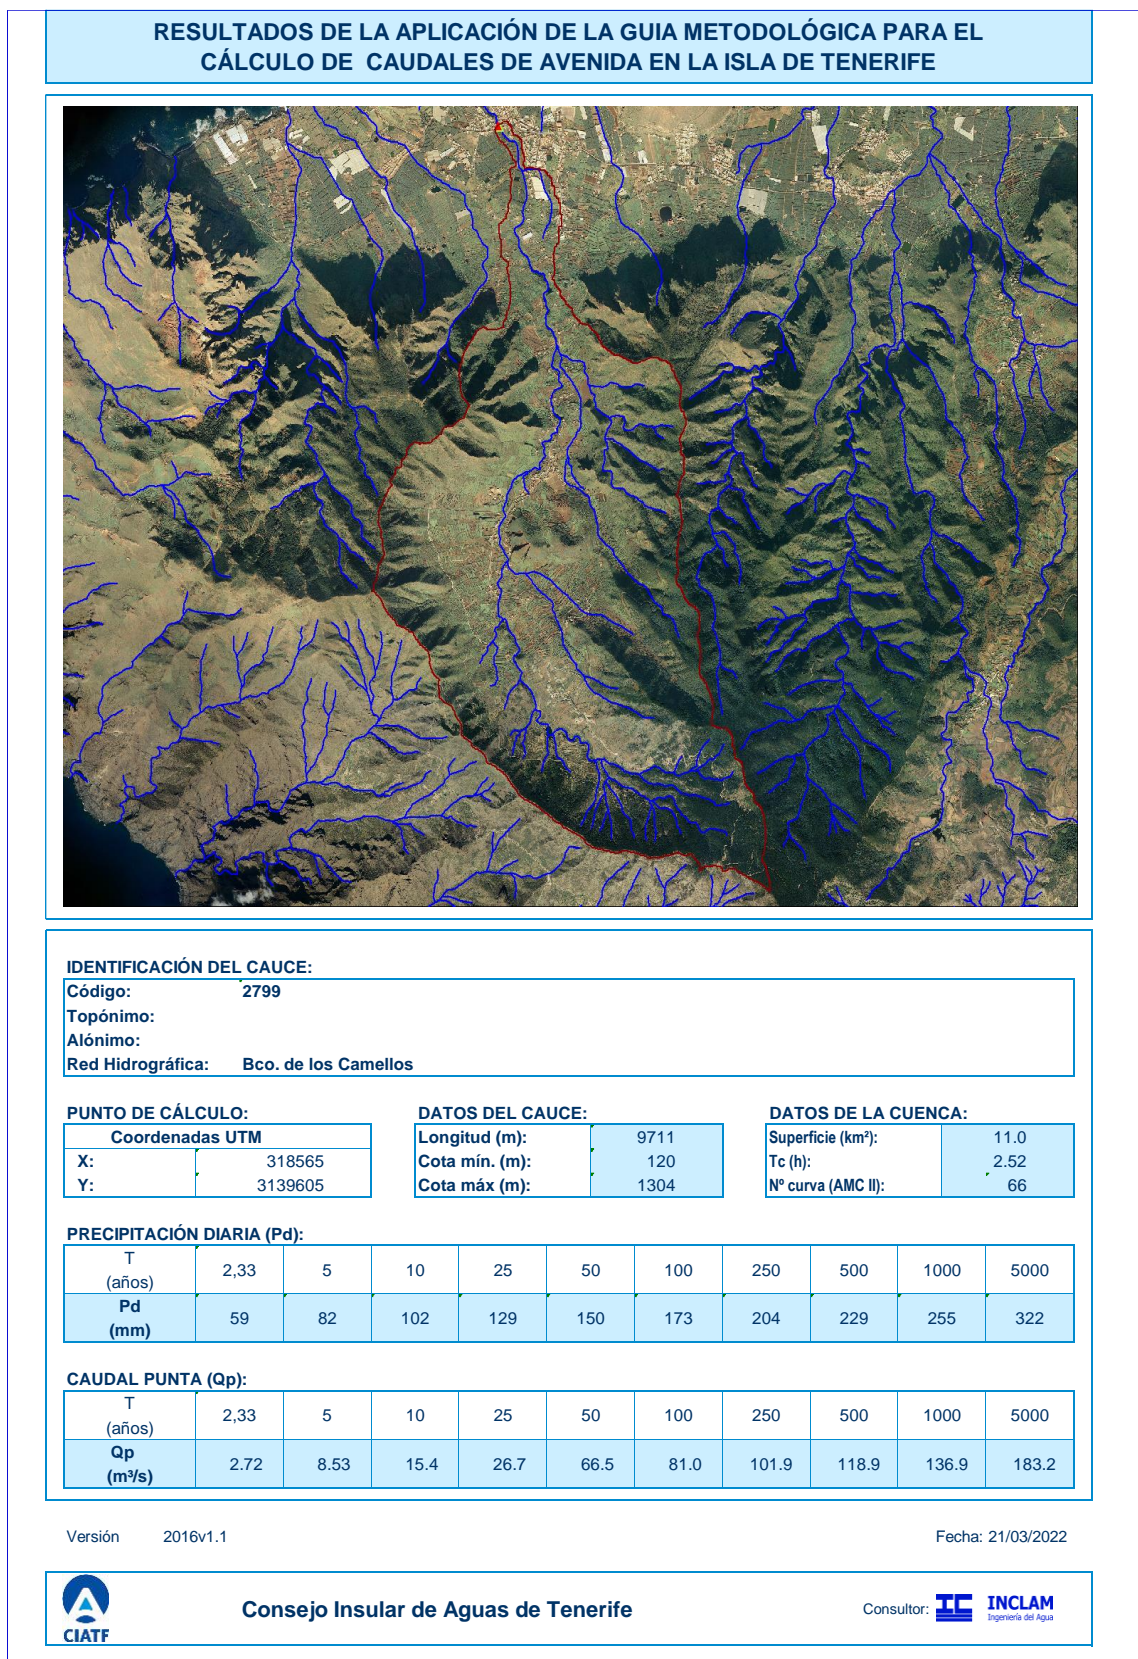 RESULTADOS DE LA APLICACIÓN DE LA GUIA METODOLÓGICA PARA EL
CÁLCULO DE CAUDALES DE AVENIDA EN LA ISLA DE TENERIFE
IDENTIFICACIÓN DEL CAUCE:
Código: 2799
Topónimo:
Alónimo:
Red Hidrográfica: Bco. de los Camellos
PUNTO DE CÁLCULO: DATOS DEL CAUCE: DATOS DE LA CUENCA:
Coordenadas UTM Longitud (m): 9711 Superficie (km²): 11.0
X: 318565 Cota mín. (m): 120 Tc (h): 2.52
Y: 3139605 Cota máx (m): 1304 Nº curva (AMC II): 66
PRECIPITACIÓN DIARIA (Pd):
T
(años) 2,33 5 10 25 50 100 250 500 1000 5000
Pd
(mm) 59 82 102 129 150 173 204 229 255 322
CAUDAL PUNTA (Qp):
T
(años) 2,33 5 10 25 50 100 250 500 1000 5000
Qp
(m³/s) 2.72 8.53 15.4 26.7 66.5 81.0 101.9 118.9 136.9 183.2
Versión 2016v1.1 Fecha: 21/03/2022
CIATF
Consejo Insular de Aguas de Tenerife
Consultor: IC INCLAM
Ingeniería del Agua